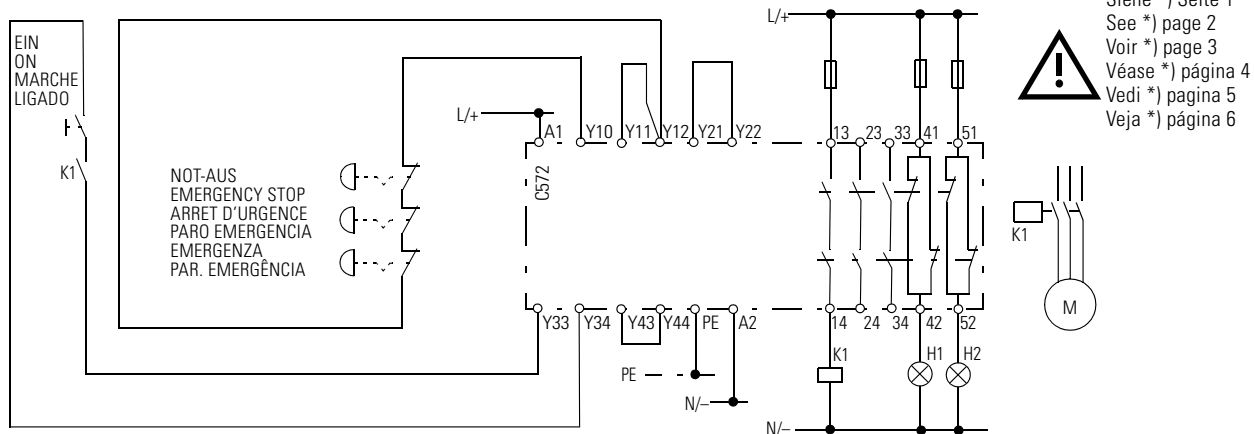 Siehe *) Seite 1
See *) page 2
Voir *) page 3
Véase *) página 4
Vedi *) pagina 5
Veja *) página 6
L/+
EIN
ON
MARCHE
LIGADO
K1
NOT-AUS
EMERGENCY STOP
ARRET D'URGENCE
PARO EMERGENCIA
EMERGENZA
PAR. EMERGÊNCIA
L/+
A1 Y10 Y11 Y12 Y21 Y22 13 23 33 41 51
C572
Y33 Y34 Y43 Y44 PE A2 14 24 34 42 52
PE
N/–
K1 H1 H2
N/–
K1
M